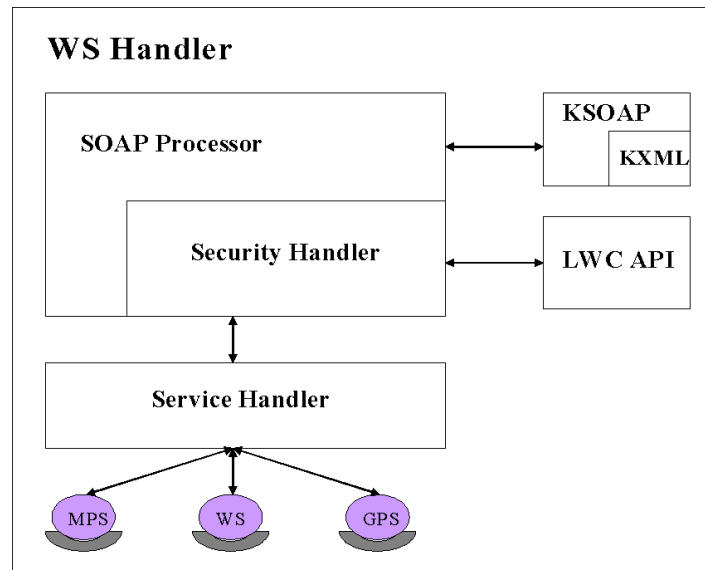 WS Handler
SOAP Processor
KSOAP
KXML
Security Handler
LWC API
Service Handler
MPS
WS
GPS